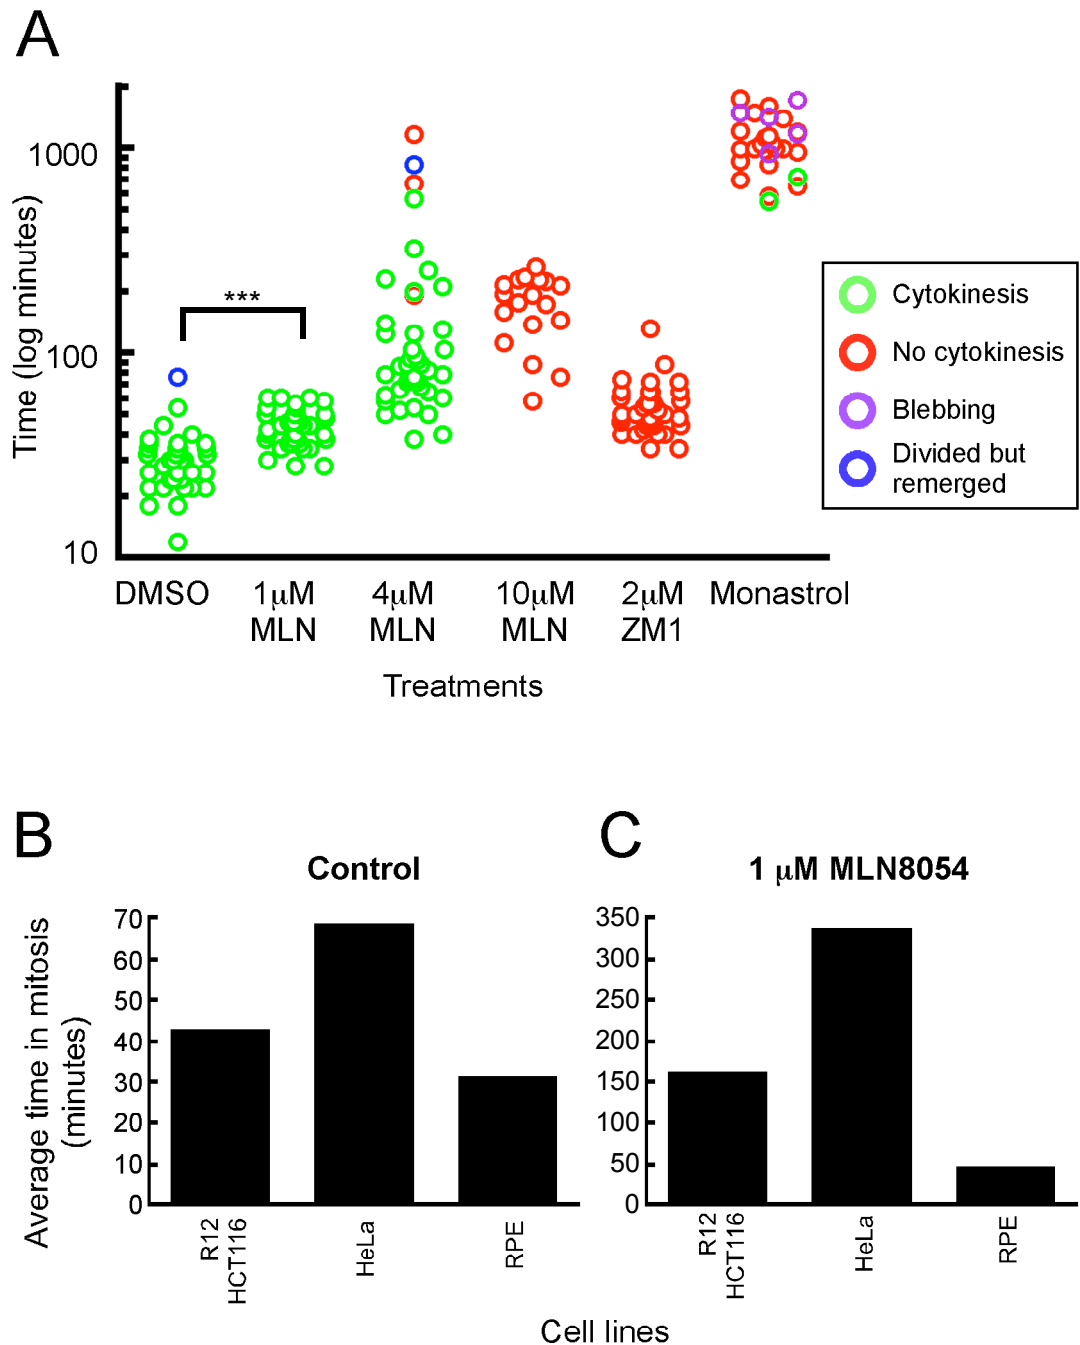 A
Time (log minutes)
1000
100
10
***
Cytokinesis
No cytokinesis
Blebbing
Divided but
remerged
DMSO
1μM
MLN
4μM
MLN
10μM
MLN
2μM
ZM1
Monastrol
Treatments
B
Control
Average time in mitosis
(minutes)
70
60
50
40
30
20
10
0
R12
HCT116
HeLa
RPE
C
1 μM MLN8054
350
300
250
200
150
100
50
0
R12
HCT116
HeLa
RPE
Cell lines